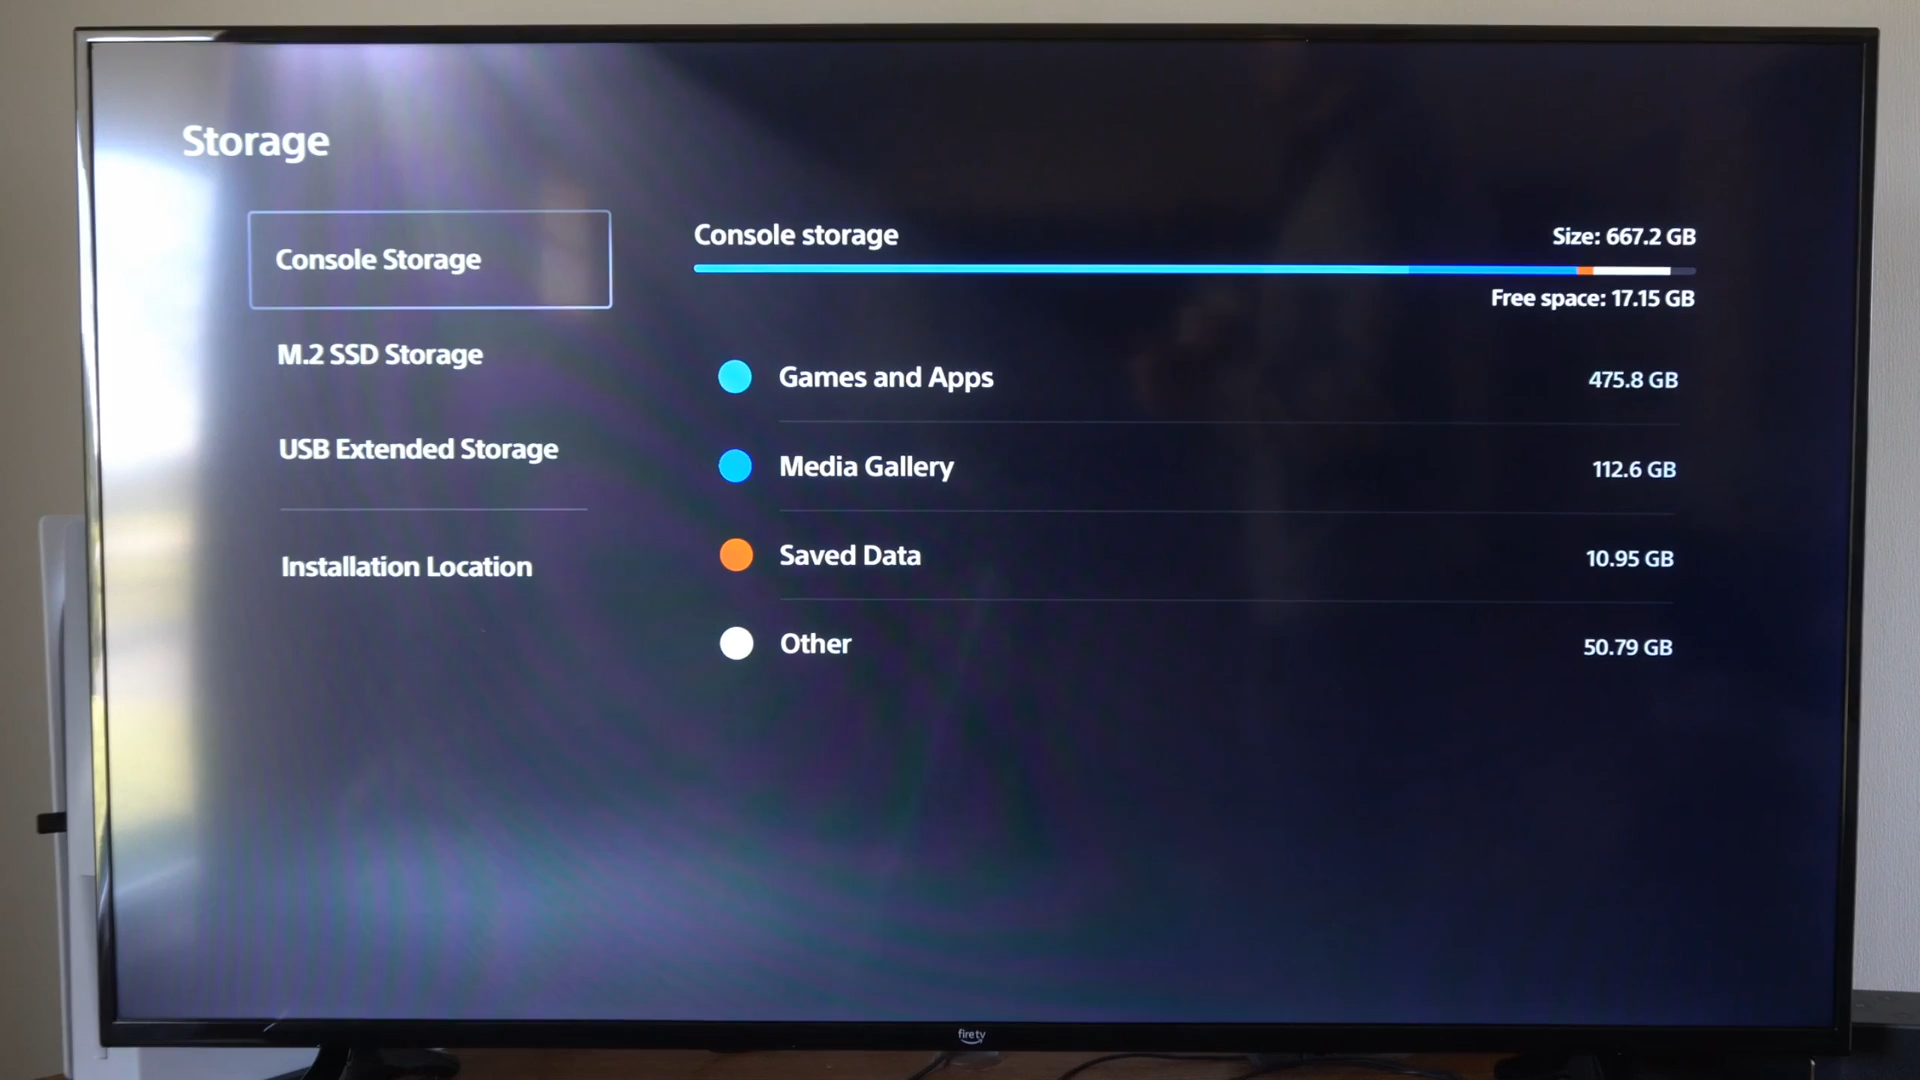 Storage
Console Storage
M.2 SSD Storage
USB Extended Storage
Installation Location
Console storage
Size: 667.2 GB
Free space: 17.15 GB
Games and Apps
475.8 GB
Media Gallery
112.6 GB
Saved Data
10.95 GB
Other
50.79 GB
fire tv